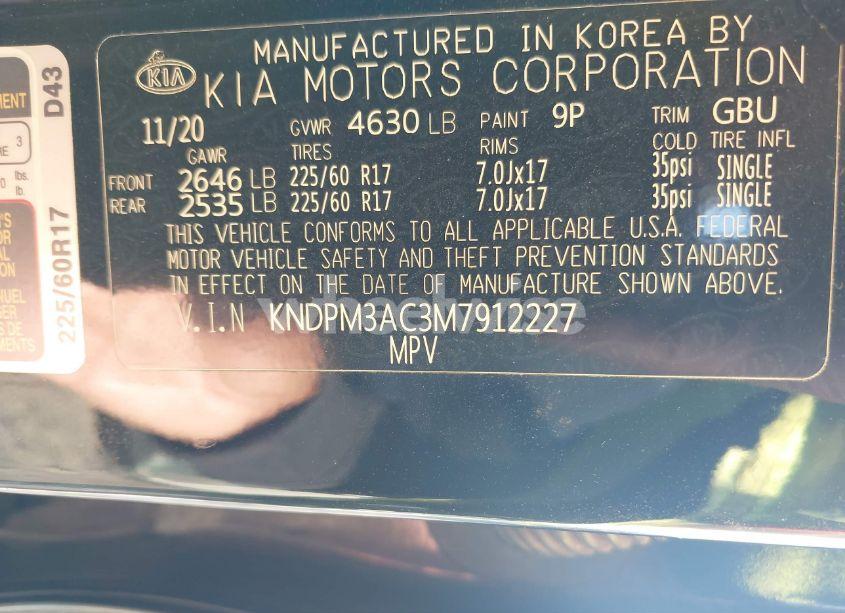 MANUFACTURED IN KOREA BY
KIA KIA MOTORS CORPORATION
11/20 GVWR 4630 LB PAINT 9P TRIM GBU
GAWR TIRES RIMS COLD TIRE INFL
FRONT 2646 LB 225/60 R17 7.0Jx17 35psi SINGLE
REAR 2535 LB 225/60 R17 7.0Jx17 35psi SINGLE
THIS VEHICLE CONFORMS TO ALL APPLICABLE U.S.A. FEDERAL
MOTOR VEHICLE SAFETY AND THEFT PREVENTION STANDARDS
IN EFFECT ON THE DATE OF MANUFACTURE SHOWN ABOVE.
V.I.N KNDPM3AC3M7912227
MPV
D43
225/60R17
3
lbs.
lb.